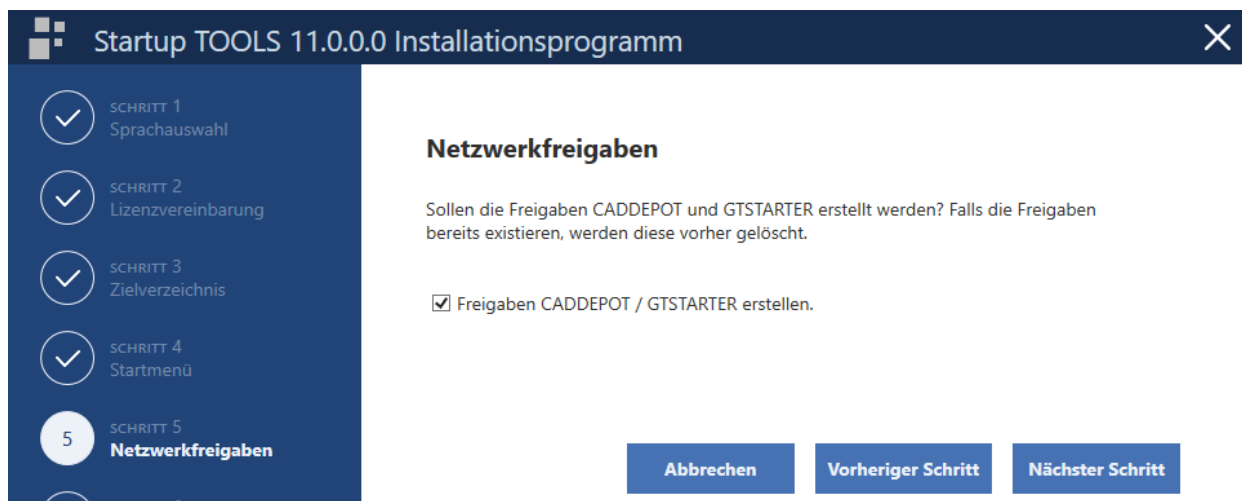 Startup TOOLS 11.0.0.0 Installationsprogramm
SCHRITT 1
Sprachauswahl
SCHRITT 2
Lizenzvereinbarung
SCHRITT 3
Zielverzeichnis
SCHRITT 4
Startmenü
5
SCHRITT 5
Netzwerkfreigaben
Netzwerkfreigaben
Sollen die Freigaben CADDEPOT und GTSTARTER erstellt werden? Falls die Freigaben
bereits existieren, werden diese vorher gelöscht.
Freigaben CADDEPOT / GTSTARTER erstellen.
Abbrechen
Vorheriger Schritt
Nächster Schritt